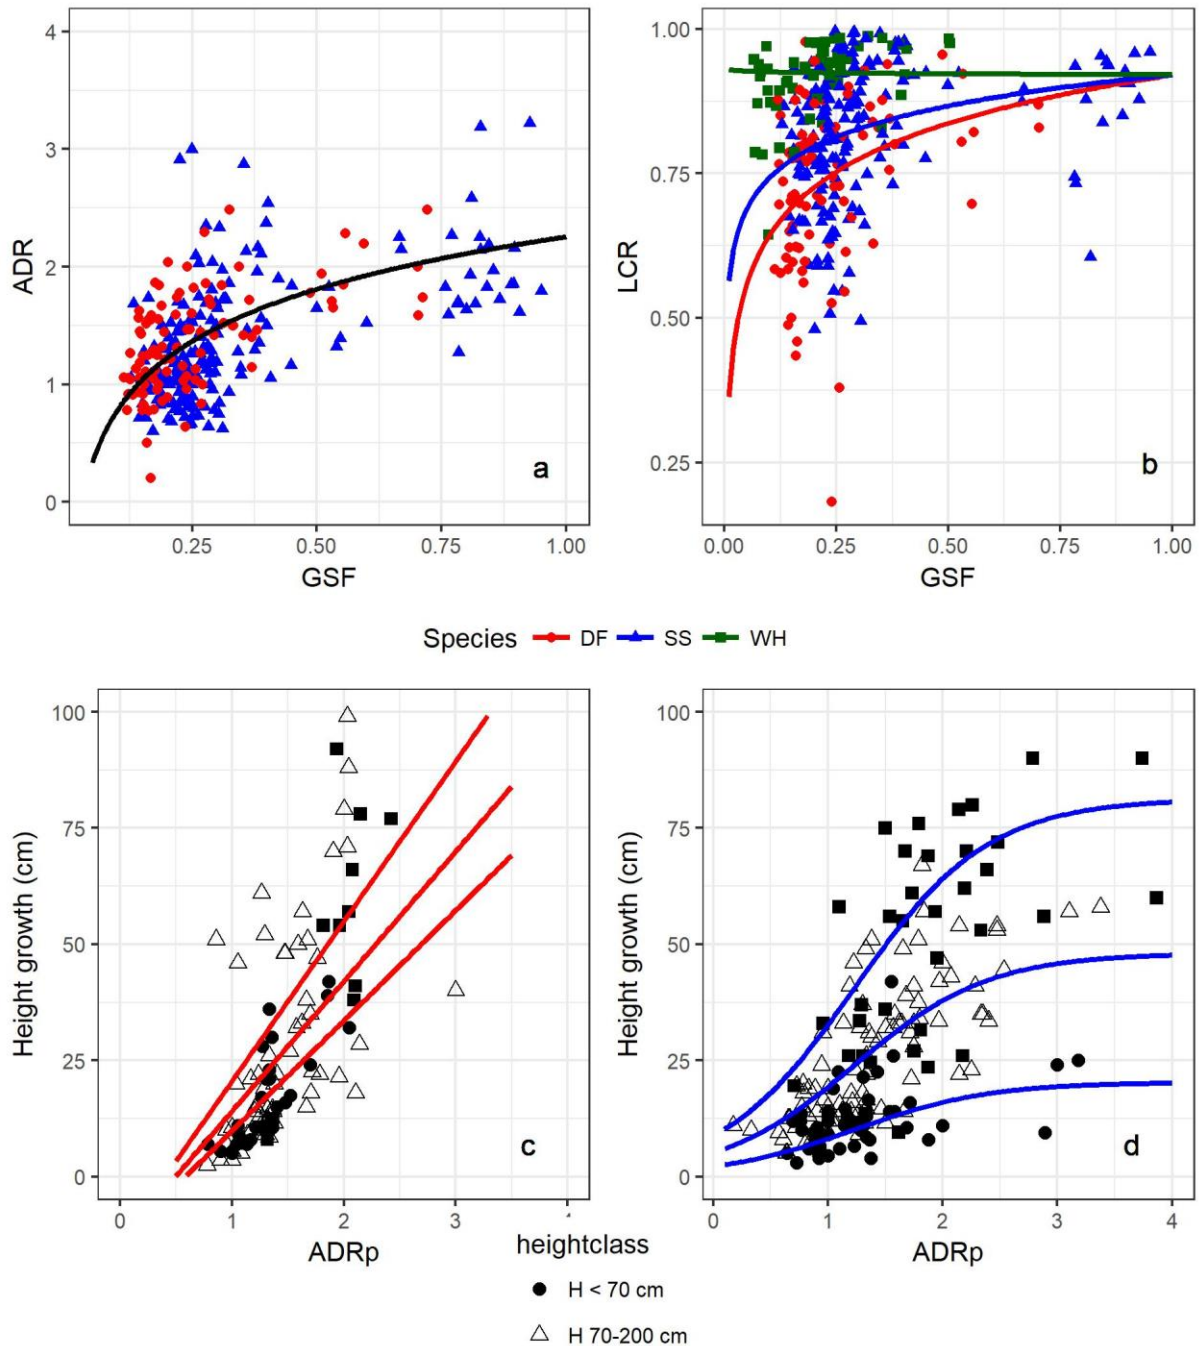 4
3
2
1
0
ADR
0.25 0.50 0.75 1.00
GSF
a
1.00
0.75
0.50
0.25
LCR
0.00 0.25 0.50 0.75 1.00
GSF
b
Species DF SS WH
100
75
50
25
0
Height growth (cm)
0 1 2 3
ADRp
c
100
75
50
25
0
Height growth (cm)
0 1 2 3 4
ADRp
d
heightclass
H < 70 cm
H 70-200 cm